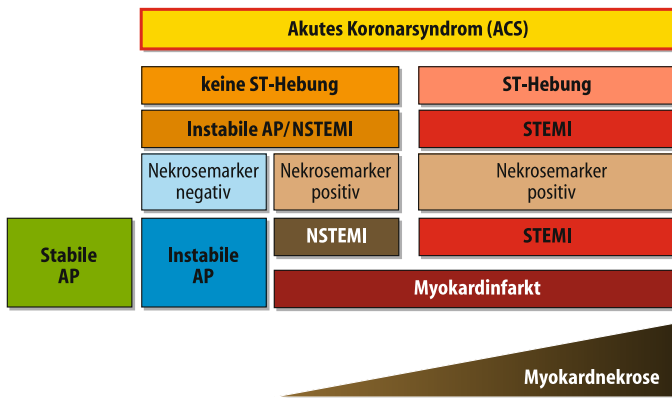 Akutes Koronarsyndrom (ACS)
keine ST-Hebung
ST-Hebung
Instabile AP/NSTEMI
STEMI
Nekrosemarker
negativ
Nekrosemarker
positiv
Nekrosemarker
positiv
Stabile
AP
Instabile
AP
NSTEMI
STEMI
Myokardinfarkt
Myokardnekrose